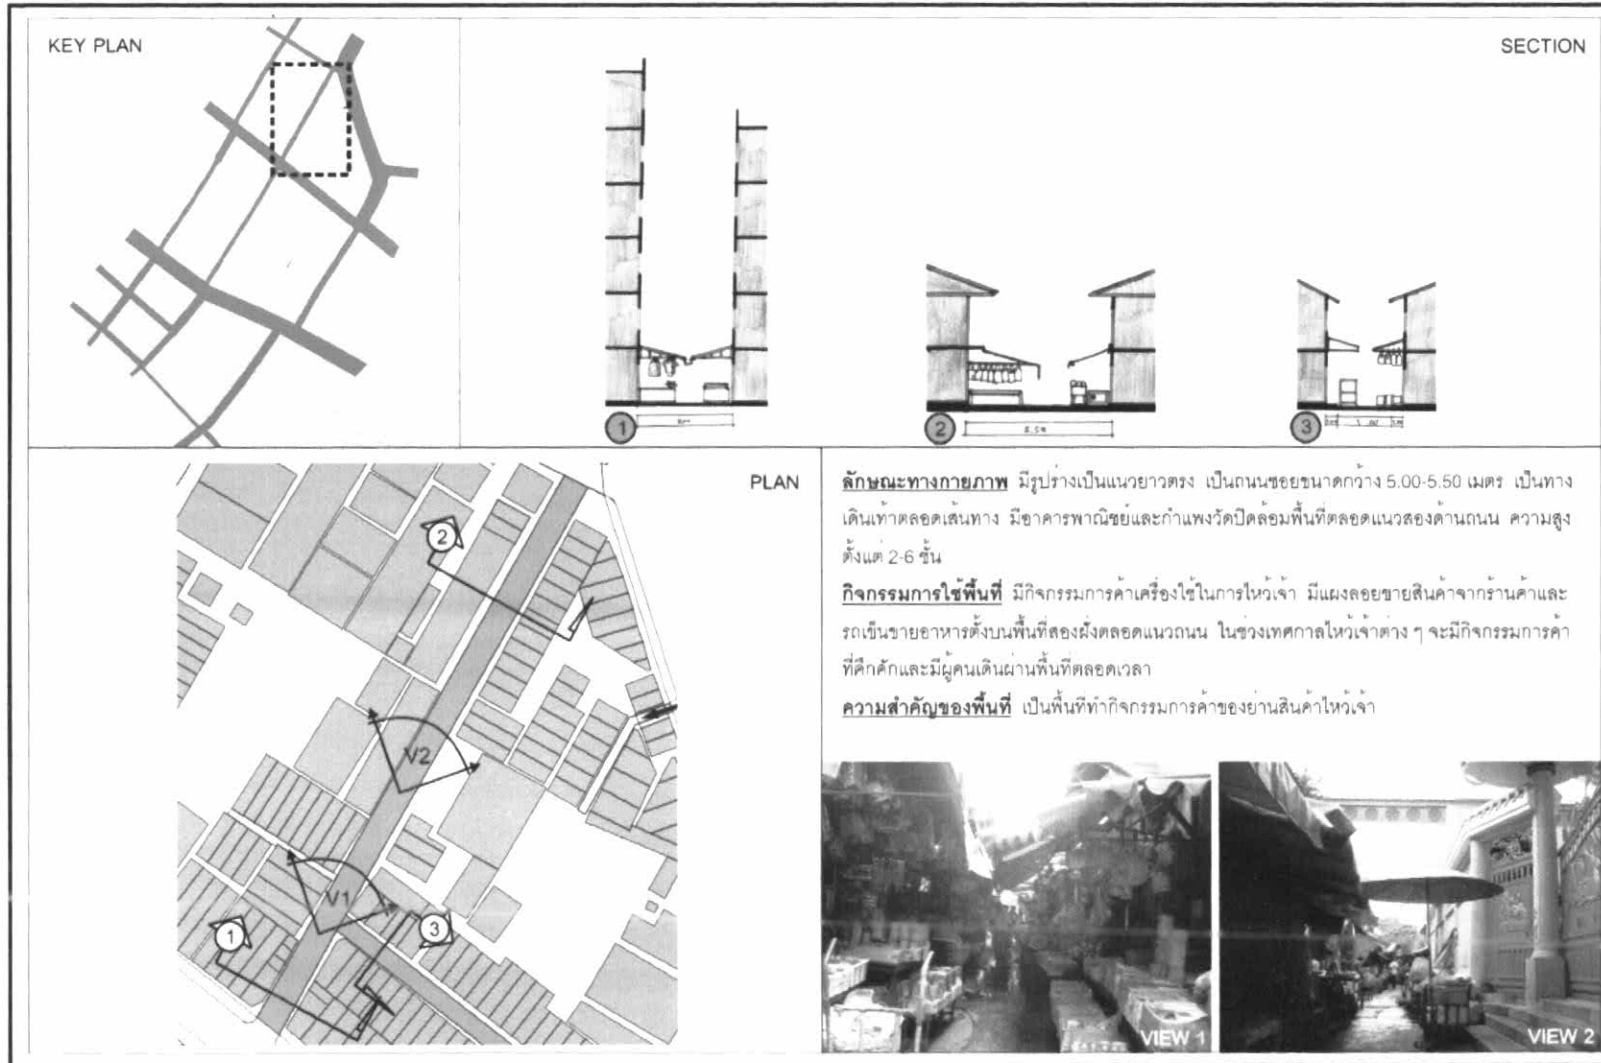 KEY PLAN
SECTION
1
2
5.50
3
PLAN
2
V2
V1
1
3
ลักษณะทางกายภาพ มีรูปร่างเป็นแนวยาวตรง เป็นถนนซอยขนาดกว้าง 5.00-5.50 เมตร เป็นทาง
เดินเท้าตลอดเส้นทาง มีอาคารพาณิชย์และกำแพงวัดปิดล้อมพื้นที่ตลอดแนวสองด้านถนน ความสูง
ตั้งแต่ 2-6 ชั้น
กิจกรรมการใช้พื้นที่ มีกิจกรรมการค้าเครื่องใช้ในการไหว้เจ้า มีแผงลอยขายสินค้าจากร้านค้าและ
รถเข็นขายอาหารตั้งบนพื้นที่สองฝั่งตลอดแนวถนน ในช่วงเทศกาลไหว้เจ้าต่าง ๆ จะมีกิจกรรมการค้า
ที่คึกคักและมีผู้คนเดินผ่านพื้นที่ตลอดเวลา
ความสำคัญของพื้นที่ เป็นพื้นที่ทำกิจกรรมการค้าของย่านสินค้าไหว้เจ้า
VIEW 1
VIEW 2